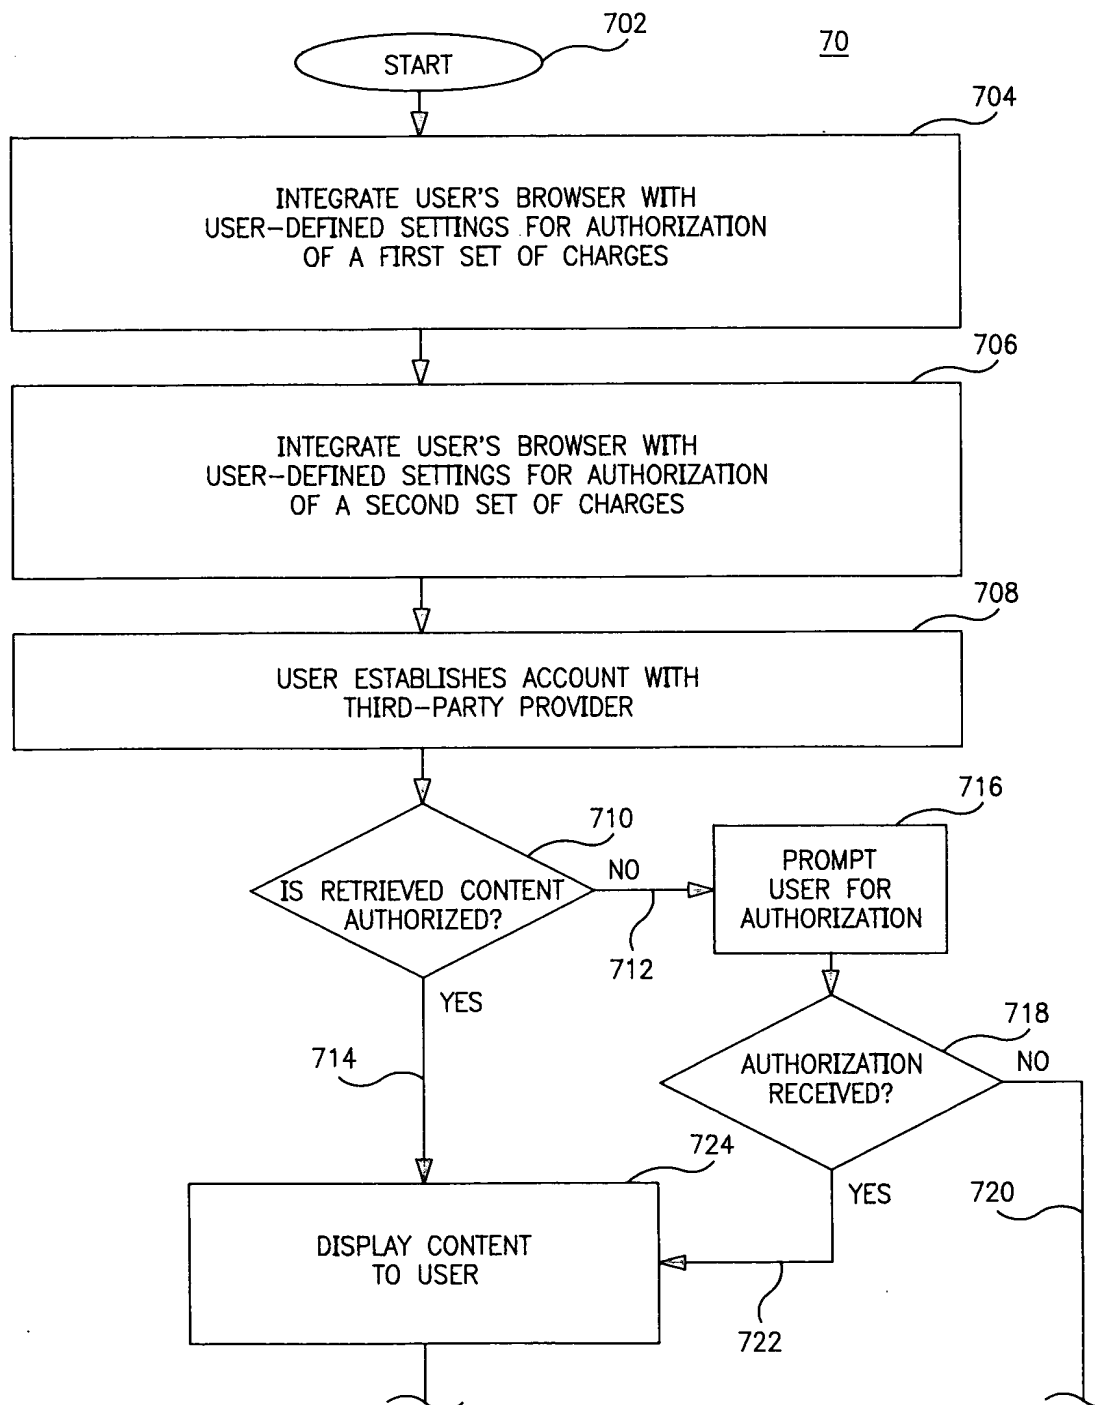 702
70
START
704
INTEGRATE USER'S BROWSER WITH
USER-DEFINED SETTINGS FOR AUTHORIZATION
OF A FIRST SET OF CHARGES
706
INTEGRATE USER'S BROWSER WITH
USER-DEFINED SETTINGS FOR AUTHORIZATION
OF A SECOND SET OF CHARGES
708
USER ESTABLISHES ACCOUNT WITH
THIRD-PARTY PROVIDER
716
710
NO
PROMPT
USER FOR
AUTHORIZATION
IS RETRIEVED CONTENT
AUTHORIZED?
712
YES
718
NO
714
AUTHORIZATION
RECEIVED?
724
YES
720
DISPLAY CONTENT
TO USER
722